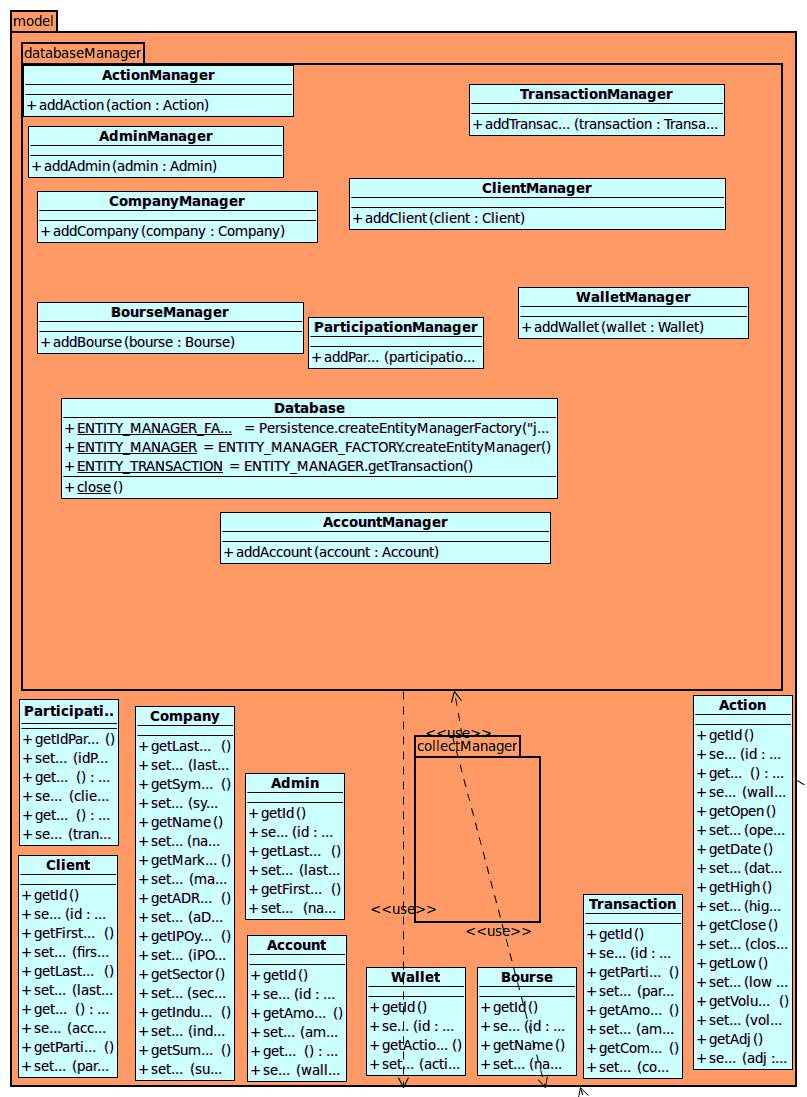 model
databaseManager
ActionManager
+ addAction (action : Action)
TransactionManager
+ addTransac... (transaction : Transa...
AdminManager
+ addAdmin (admin : Admin)
ClientManager
+ addClient (client : Client)
CompanyManager
+ addCompany (company : Company)
WalletManager
+ addWallet (wallet : Wallet)
BourseManager
+ addBourse (bourse : Bourse)
ParticipationManager
+ addPar... (participatio...
Database
+ ENTITY_MANAGER_FA... = Persistence.createEntityManagerFactory("j...
+ ENTITY_MANAGER = ENTITY_MANAGER_FACTORY.createEntityManager()
+ ENTITY_TRANSACTION = ENTITY_MANAGER.getTransaction()
+ close ()
AccountManager
+ addAccount (account : Account)
Participati..
+ getIdPar... ()
+ set... (idP...
+ get... () : ...
+ se... (clie...
+ get... () : ...
+ se... (tran...
Client
+ getId ()
+ se... (id : ...
+ getFirst... ()
+ set... (firs...
+ getLast... ()
+ set... (last...
+ get... () : ...
+ se... (acc...
+ getParti... ()
+ set... (par...
Company
+ getLast... ()
+ set... (last...
+ getSym... ()
+ set... (sy...
+ getName ()
+ set... (na...
+ getMark... ()
+ set... (ma...
+ getADR... ()
+ set... (aD...
+ getIPOy... ()
+ set... (iPO...
+ getSector ()
+ set... (sec...
+ getIndu... ()
+ set... (ind...
+ getSum... ()
+ set... (su...
Admin
+ getId ()
+ se... (id : ...
+ getLast... ()
+ set... (last...
+ getFirst... ()
+ set... (na...
Account
+ getId ()
+ se... (id : ...
+ getAmo... ()
+ set... (am...
+ get... () : ...
+ se... (wall...
<<use>>
collectManager
<<use>>
<<use>>
Wallet
+ getId ()
+ se... (id : ...
+ getActio... ()
+ set... (acti...
Bourse
+ getId ()
+ se... (id : ...
+ getName ()
+ set... (na...
Transaction
+ getId ()
+ se... (id : ...
+ getParti... ()
+ set... (par...
+ getAmo... ()
+ set... (am...
+ getCom... ()
+ set... (co...
Action
+ getId ()
+ se... (id : ...
+ get... () : ...
+ se... (wall...
+ getOpen ()
+ set... (ope...
+ getDate ()
+ set... (dat...
+ getHigh ()
+ set... (hig...
+ getClose ()
+ set... (clos...
+ getLow ()
+ set... (low ...
+ getVolu... ()
+ set... (vol...
+ getAdj ()
+ se... (adj :...